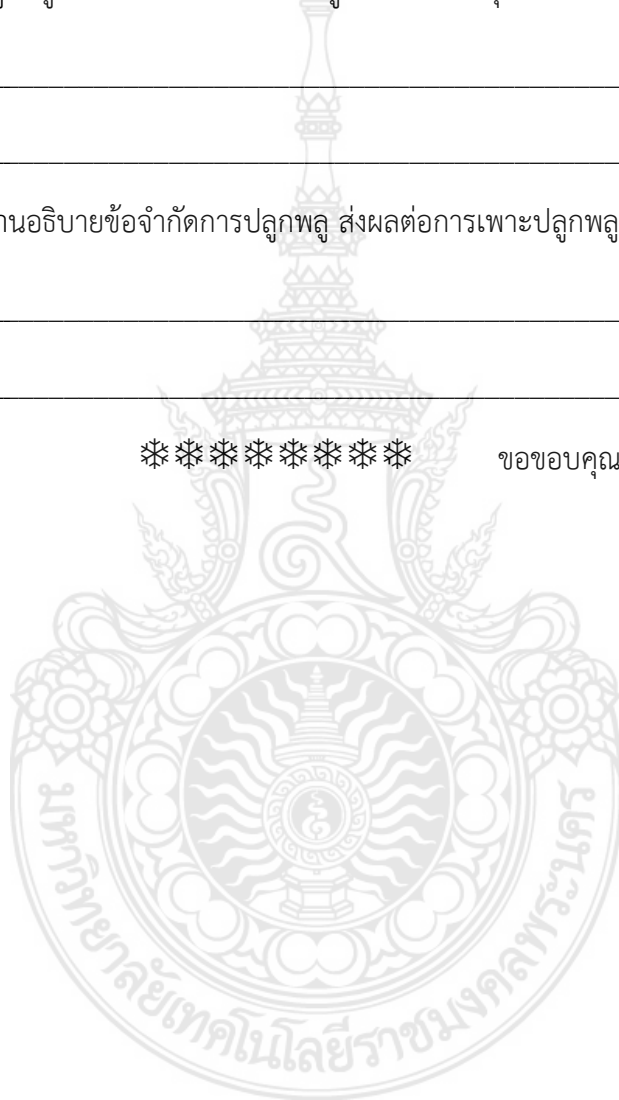 านอธิบายข้อจำกัดการปลูกพลู ส่งผลต่อการเพาะปลูกพลู
❄❄❄❄❄❄❄❄ ขอขอบคุณ
มหาวิทยาลัยเทคโนโลยีราชมงคลพระนคร